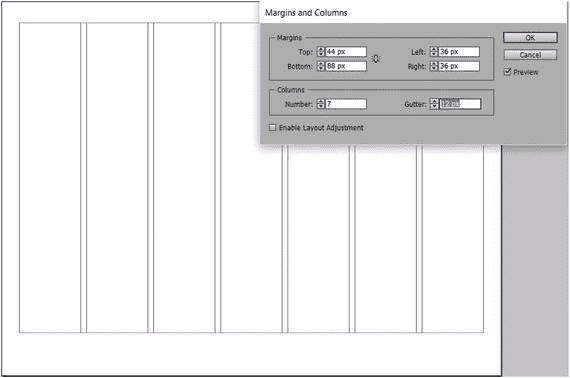 Margins and Columns
Margins
Top: 44 px
Left: 36 px
OK
Bottom: 88 px
Right: 36 px
Cancel
Preview
Columns
Number: 7
Gutter:
Enable Layout Adjustment